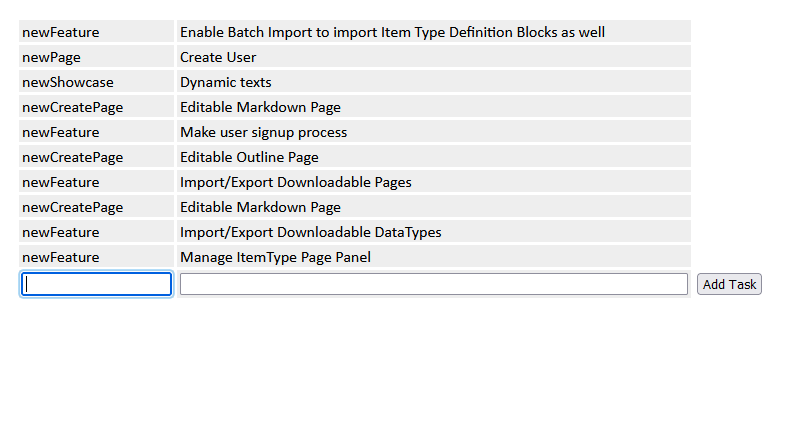 newFeature Enable Batch Import to import Item Type Definition Blocks as well
newPage Create User
newShowcase Dynamic texts
newCreatePage Editable Markdown Page
newFeature Make user signup process
newCreatePage Editable Outline Page
newFeature Import/Export Downloadable Pages
newCreatePage Editable Markdown Page
newFeature Import/Export Downloadable DataTypes
newFeature Manage ItemType Page Panel
Add Task